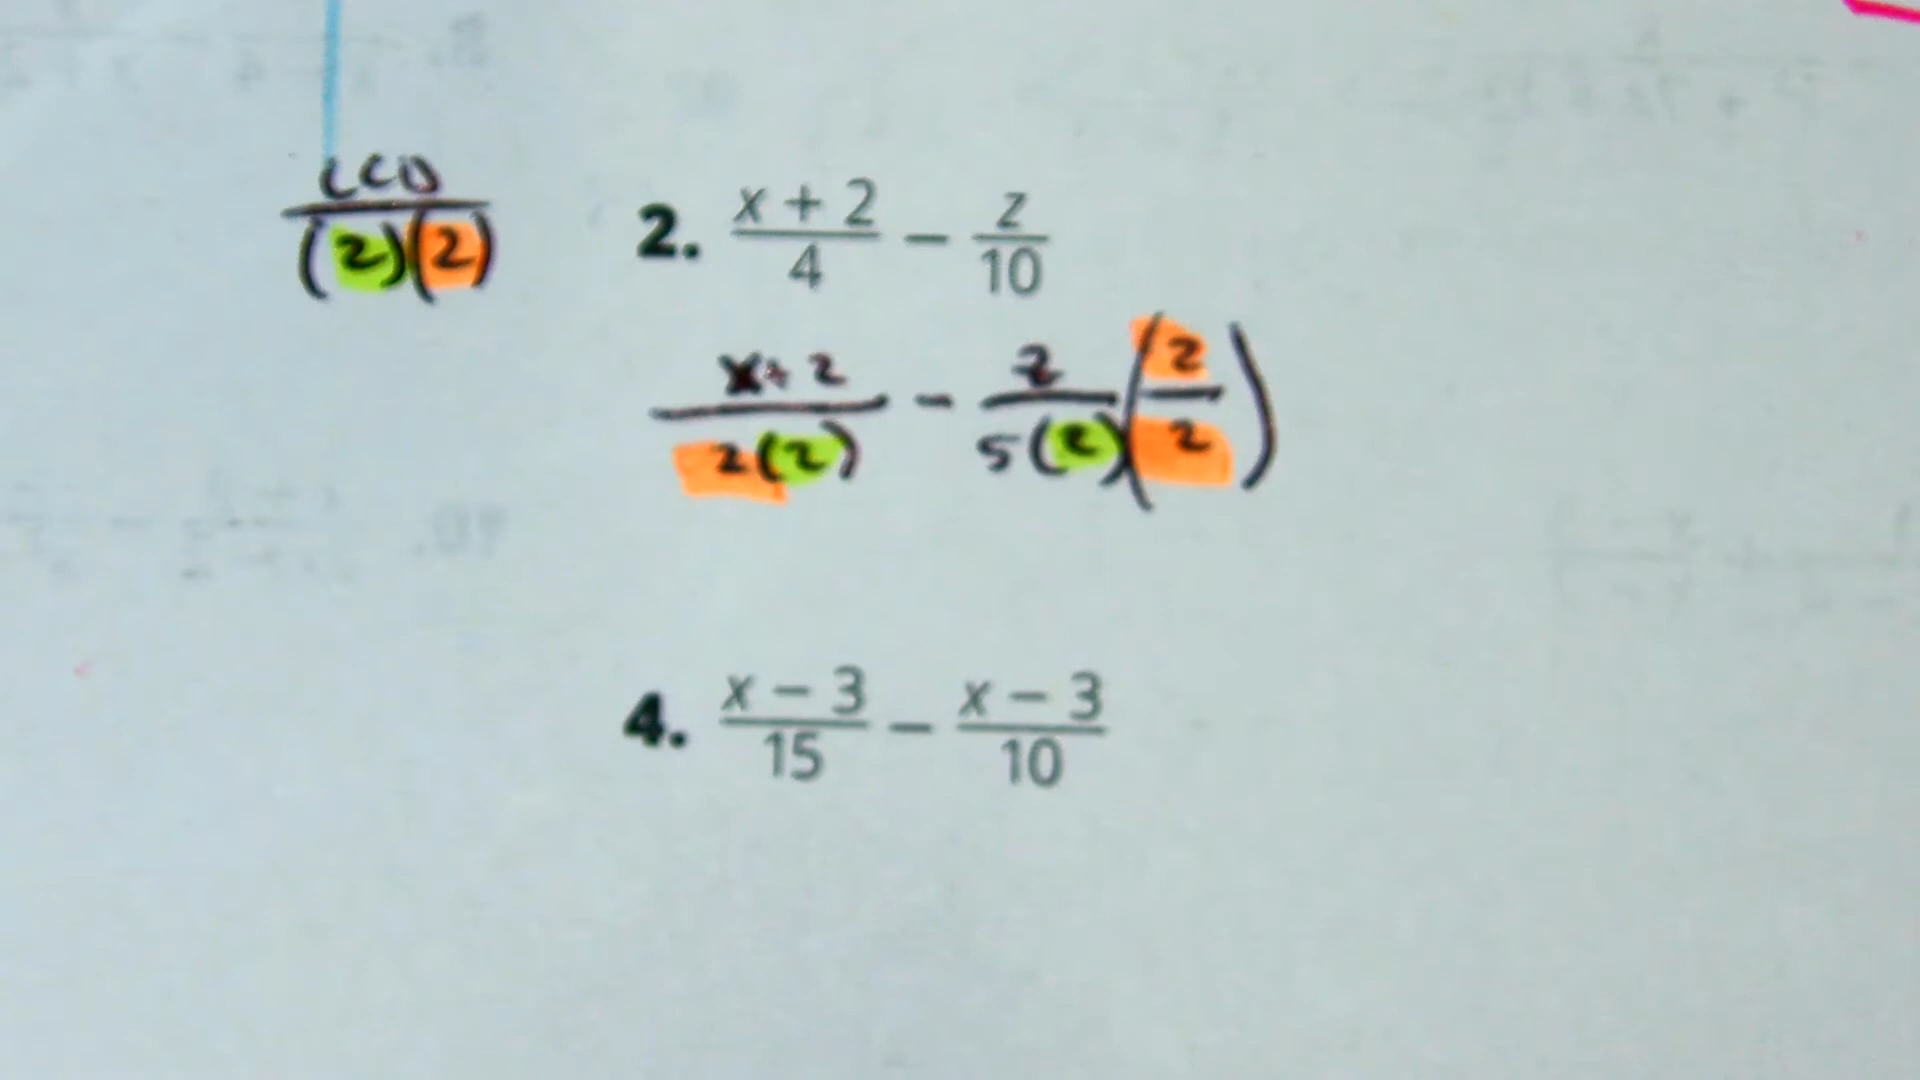 LCD
(2)(2)
2. x + 2 / 4 − z / 10
x + 2 / 2(2) - z / 5(2) (2 / 2)
4. x − 3 / 15 − x − 3 / 10